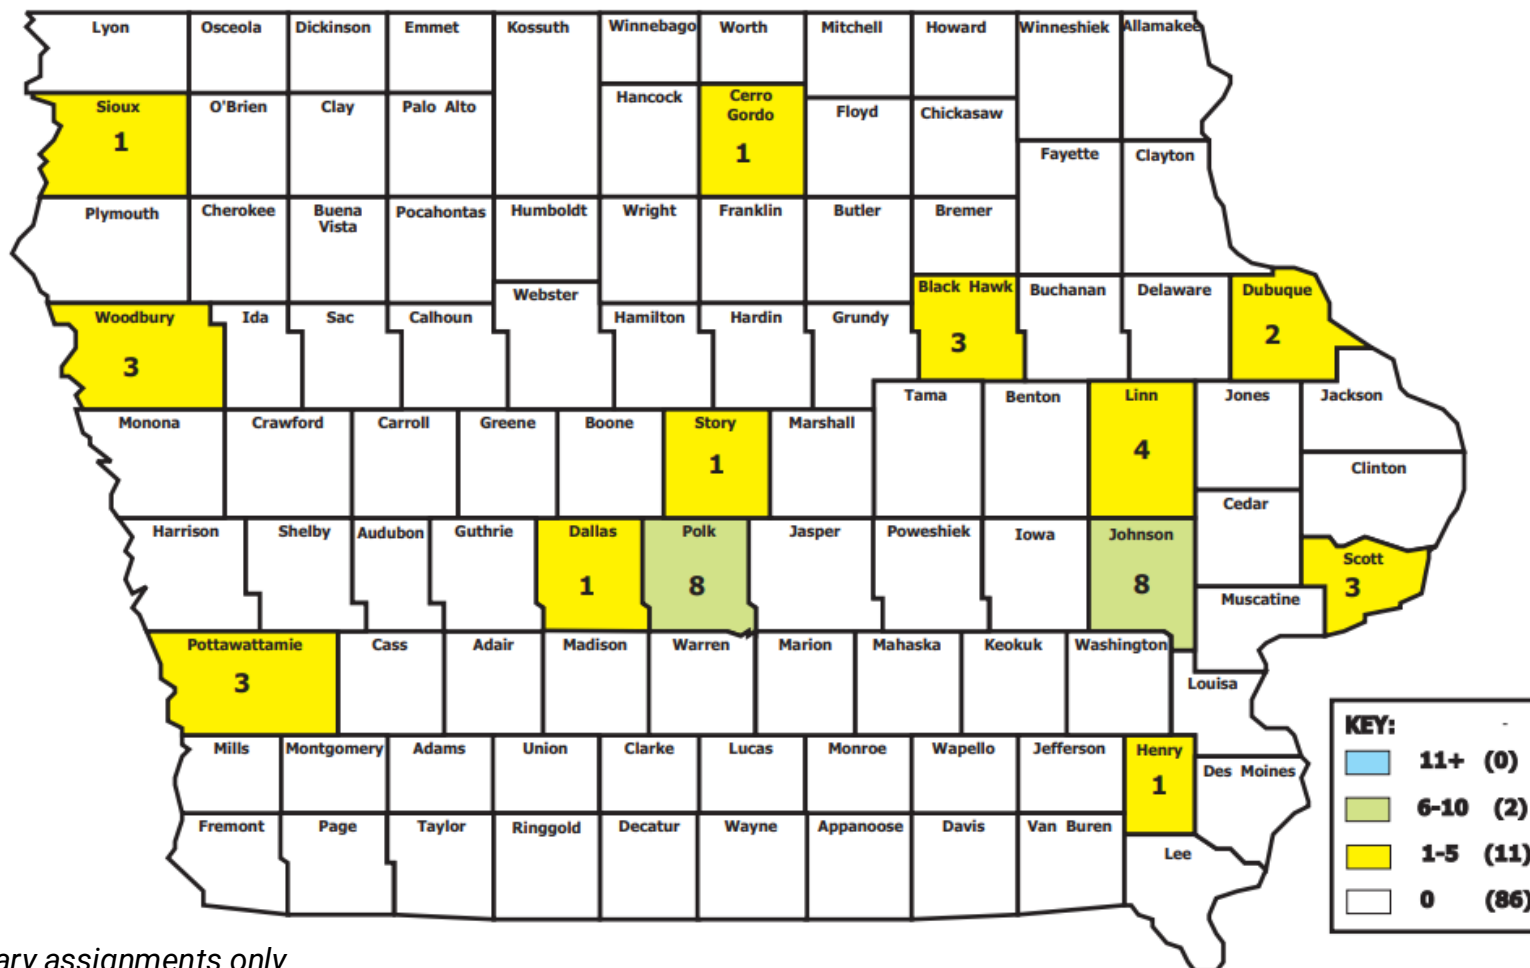 Lyon Osceola Dickinson Emmet Kossuth Winnebago Worth Mitchell Howard Winneshiek Allamakee
Sioux O'Brien Clay Palo Alto Hancock Cerro Gordo Floyd Chickasaw
1 1
Fayette Clayton
Plymouth Cherokee Buena Vista Pocahontas Humboldt Wright Franklin Butler Bremer
Webster Black Hawk Buchanan Delaware Dubuque
Woodbury Ida Sac Calhoun Hamilton Hardin Grundy
3 3 2
Tama Benton Linn Jones Jackson
Monona Crawford Carroll Greene Boone Story Marshall
1 4
Clinton
Cedar
Harrison Shelby Audubon Guthrie Dallas Polk Jasper Poweshiek Iowa Johnson
Scott
1 8 8 3
Muscatine
Pottawattamie Cass Adair Madison Warren Marion Mahaska Keokuk Washington
3
Louisa
Mills Montgomery Adams Union Clarke Lucas Monroe Wapello Jefferson Henry
1
Des Moines
Fremont Page Taylor Ringgold Decatur Wayne Appanoose Davis Van Buren
Lee
KEY: -
11+ (0)
6-10 (2)
1-5 (11)
0 (86)
assignments only